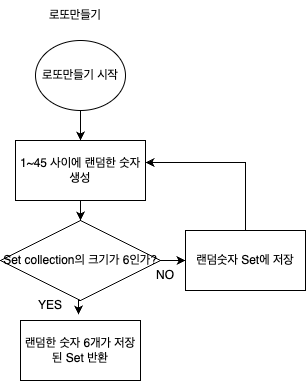 로또만들기
로또만들기 시작
1~45 사이에 랜덤한 숫자
생성
Set collection의 크기가 6인가?
NO
랜덤숫자 Set에 저장
YES
랜덤한 숫자 6개가 저장
된 Set 반환